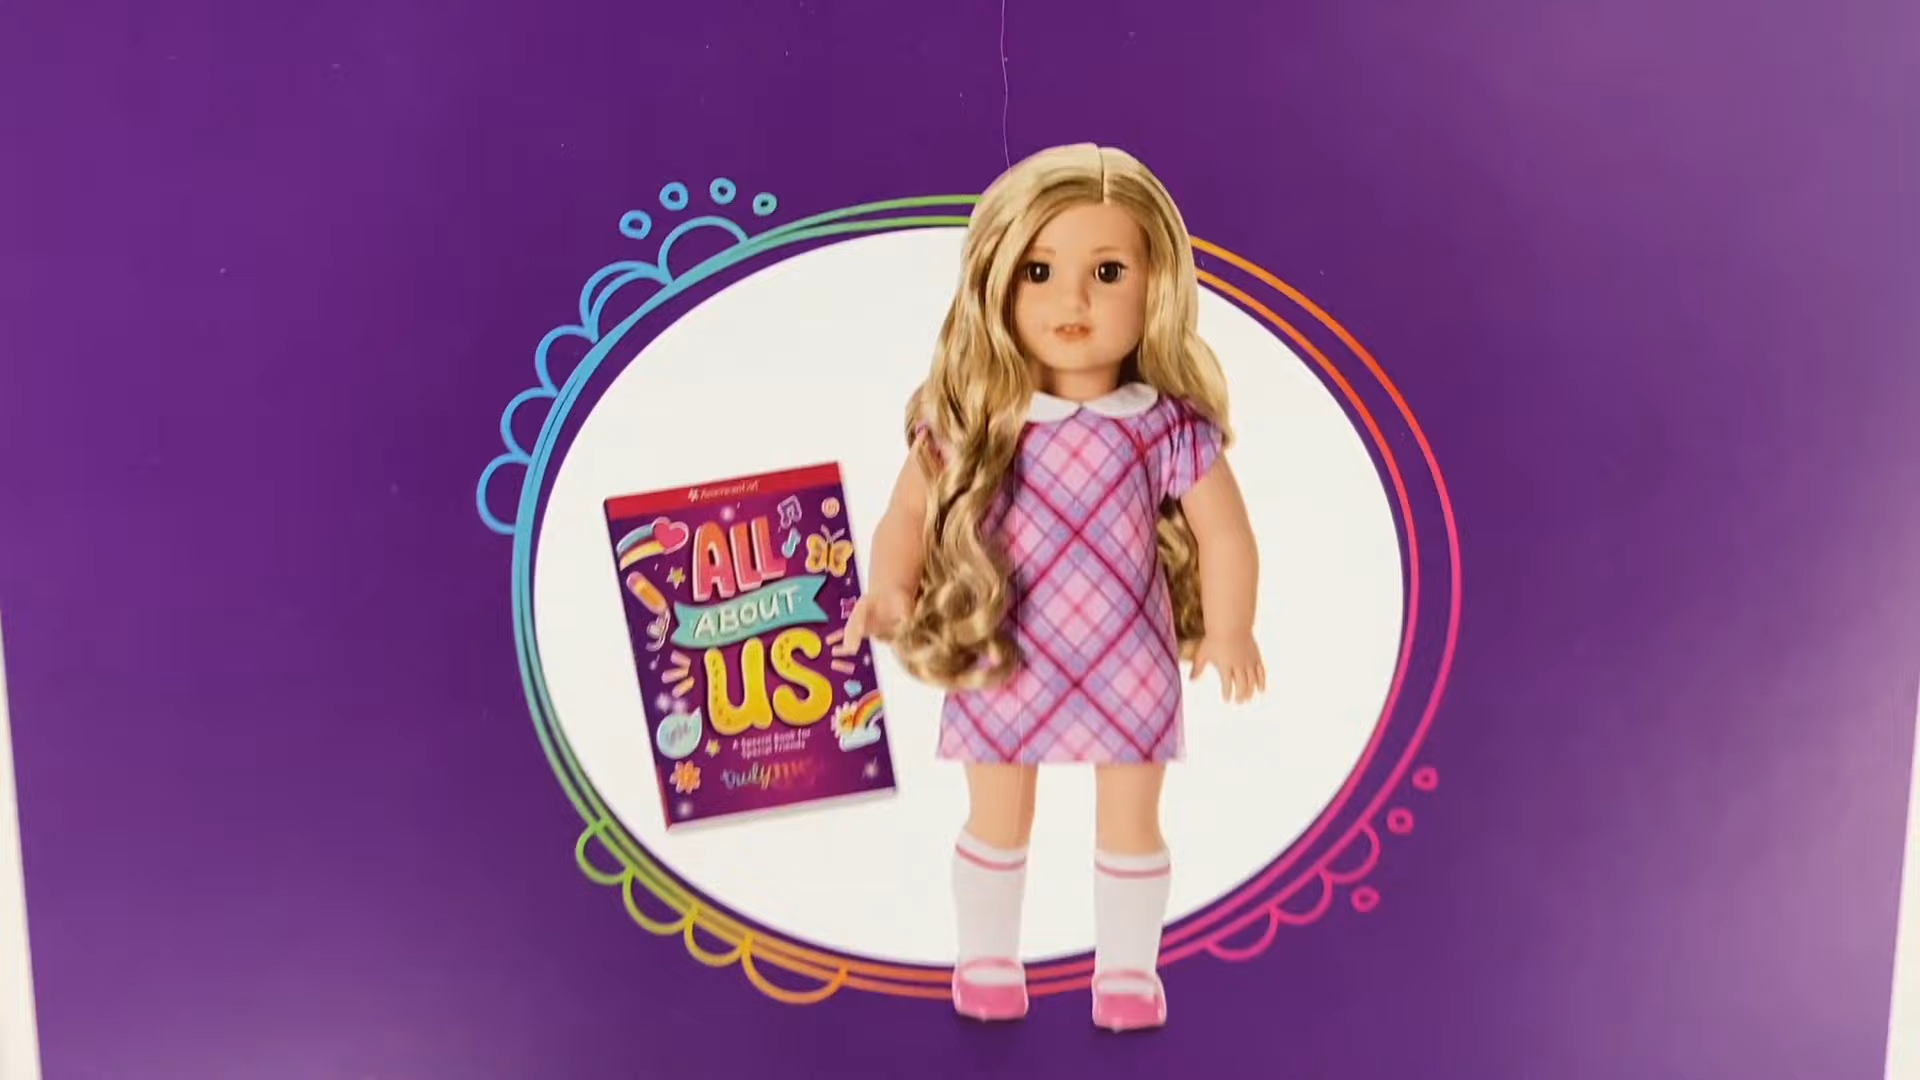 AmericanGirl
ALL
ABOUT
US
A Special Book for
Special Friends
truly me